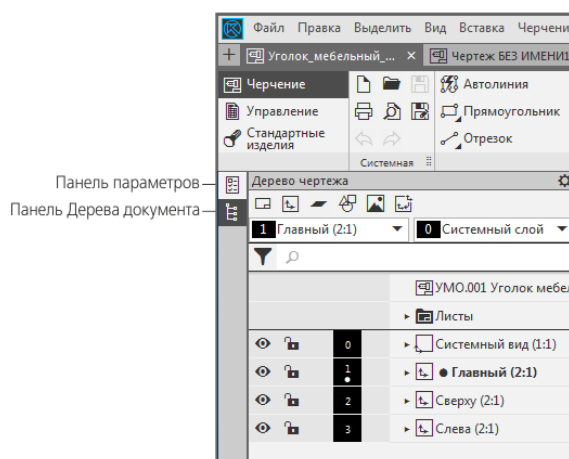 Файл Правка Выделить Вид Вставка
Уголок_мебельный_... × Чертеж БЕЗ ИМЕНИ1
Черчение
Автолиния
Управление
Прямоугольник
Стандартные
изделия
Отрезок
Системная
Панель параметров
Дерево чертежа
Панель Дерева документа
1 Главный (2:1) 0 Системный слой
УМО.001 Уголок
Листы
0 Системный вид (1:1)
1 Главный (2:1)
2 Сверху (2:1)
3 Слева (2:1)